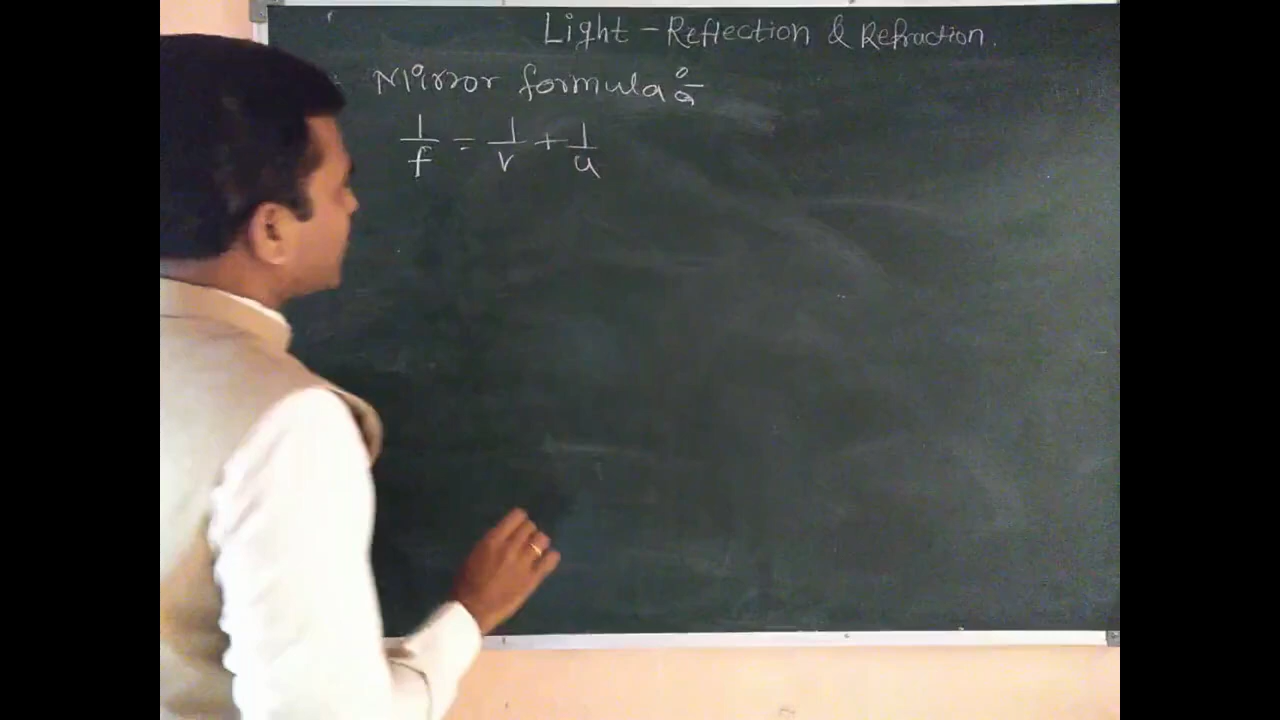 Light - Reflection & Refraction.
Mirror formula :-
1/f = 1/v + 1/u